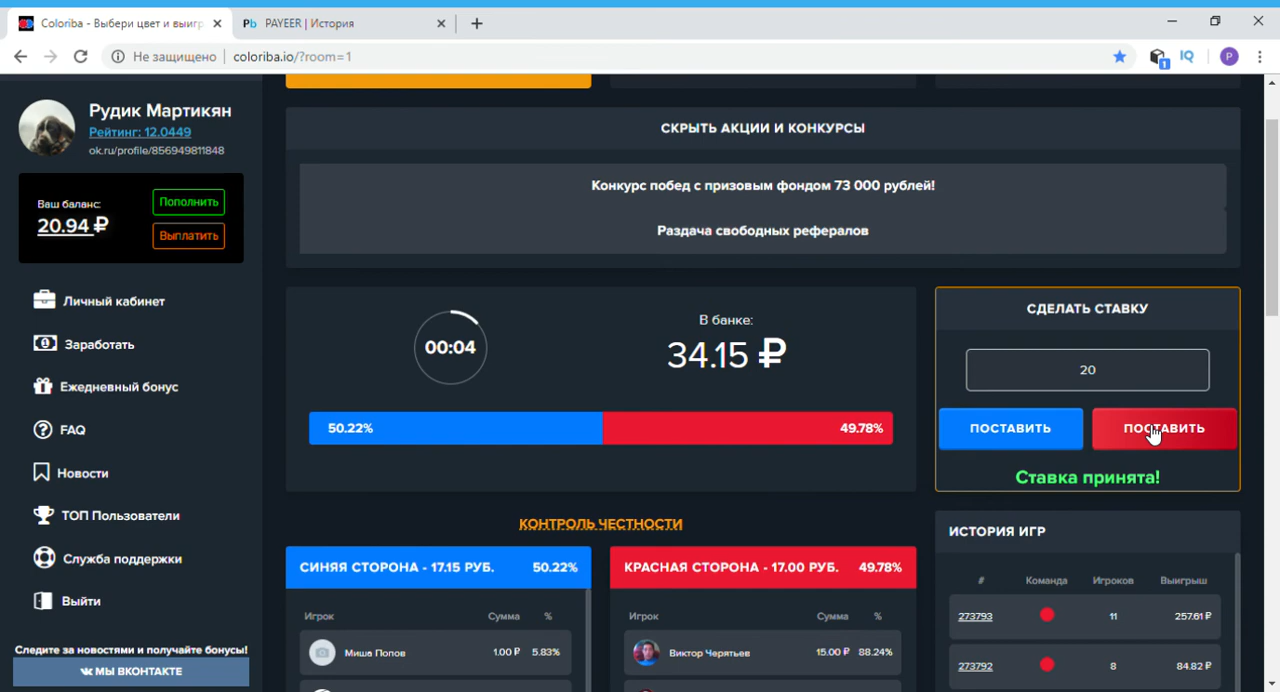 Coloriba - Выбери цвет и выигр
Pb PAYEER | История
Не защищено
coloriba.io/?room=1
1
IQ
P
Рудик Мартикян
Рейтинг: 12.0449
ok.ru/profile/856949811848
Ваш баланс:
20.94 ₽
Пополнить
Выплатить
Личный кабинет
Заработать
Ежедневный бонус
FAQ
Новости
ТОП Пользователи
Служба поддержки
Выйти
Следите за новостями и получайте бонусы!
МЫ ВКОНТАКТЕ
СКРЫТЬ АКЦИИ И КОНКУРСЫ
Конкурс побед с призовым фондом 73 000 рублей!
Раздача свободных рефералов
00:04
В банке:
34.15 ₽
50.22%
49.78%
СДЕЛАТЬ СТАВКУ
20
ПОСТАВИТЬ
ПОСТАВИТЬ
Ставка принята!
КОНТРОЛЬ ЧЕСТНОСТИ
СИНЯЯ СТОРОНА - 17.15 РУБ. 50.22%
Игрок Сумма %
Миша Попов 1.00 ₽ 5.83%
КРАСНАЯ СТОРОНА - 17.00 РУБ. 49.78%
Игрок Сумма %
Виктор Черятьев 15.00 ₽ 88.24%
ИСТОРИЯ ИГР
# Команда Игроков Выигрыш
273793 11 257.61 ₽
273792 8 84.82 ₽